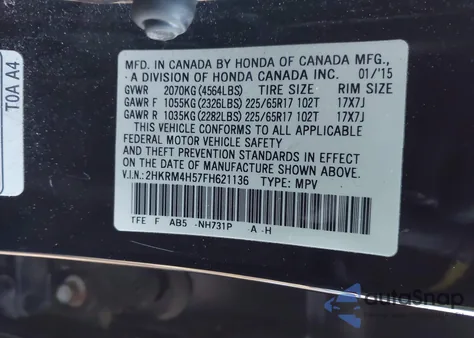 T0A A4
MFD. IN CANADA BY HONDA OF CANADA MFG.,
A DIVISION OF HONDA CANADA INC. 01/'15
GVWR 2070KG (4564LBS) TIRE SIZE RIM SIZE
GAWR F 1055KG (2326LBS) 225/65R17 102T 17X7J
GAWR R 1035KG (2282LBS) 225/65R17 102T 17X7J
THIS VEHICLE CONFORMS TO ALL APPLICABLE
FEDERAL MOTOR VEHICLE SAFETY
AND THEFT PREVENTION STANDARDS IN EFFECT
ON THE DATE OF MANUFACTURE SHOWN ABOVE.
V.I.N.: 2HKRM4H57FH621136 TYPE: MPV
TFE F AB5 -NH731P -A -H
autoSnap